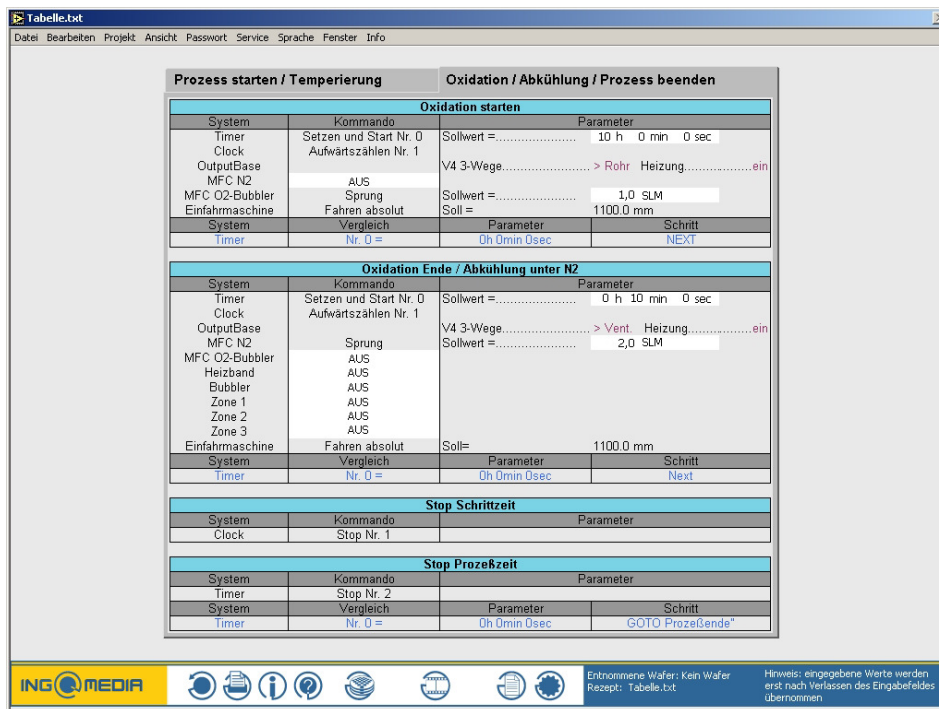 Tabelle.txt
Datei Bearbeiten Projekt Ansicht Passwort Service Sprache Fenster Info
Prozess starten / Temperierung Oxidation / Abkühlung / Prozess beenden
Oxidation starten
System Kommando Parameter
Timer Setzen und Start Nr. 0 Sollwert =...................... 10 h 0 min 0 sec
Clock Aufwärtszählen Nr. 1
OutputBase V4 3-Wege........................ > Rohr Heizung...................ein
MFC N2 AUS
MFC O2-Bubbler Sprung Sollwert =...................... 1,0 SLM
Einfahrmaschine Fahren absolut Soll = 1100.0 mm
System Vergleich Parameter Schritt
Timer Nr. 0 = 0h 0min 0sec NEXT
Oxidation Ende / Abkühlung unter N2
System Kommando Parameter
Timer Setzen und Start Nr. 0 Sollwert =...................... 0 h 10 min 0 sec
Clock Aufwärtszählen Nr. 1
OutputBase V4 3-Wege........................ > Vent. Heizung...................ein
MFC N2 Sprung Sollwert =...................... 2,0 SLM
MFC O2-Bubbler AUS
Heizband AUS
Bubbler AUS
Zone 1 AUS
Zone 2 AUS
Zone 3 AUS
Einfahrmaschine Fahren absolut Soll= 1100.0 mm
System Vergleich Parameter Schritt
Timer Nr. 0 = 0h 0min 0sec Next
Stop Schrittzeit
System Kommando Parameter
Clock Stop Nr. 1
Stop Prozeßzeit
System Kommando Parameter
Timer Stop Nr. 2
System Vergleich Parameter Schritt
Timer Nr. 0 = 0h 0min 0sec GOTO Prozeßende"
ING@MEDIA
Entnommene Wafer: Kein Wafer
Rezept: Tabelle.txt
Hinweis: eingegebene Werte werden
erst nach Verlassen des Eingabefeldes
übernommen